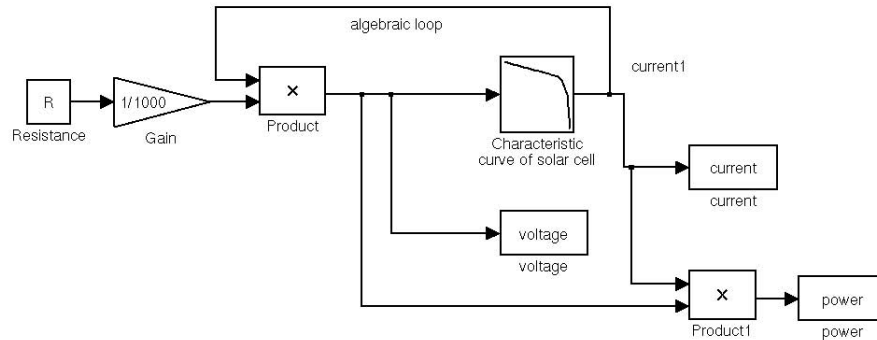 algebraic loop
current1
R
1/1000
×
Resistance
Gain
Product
Characteristic
curve of solar cell
current
current
voltage
voltage
×
power
Product1
power